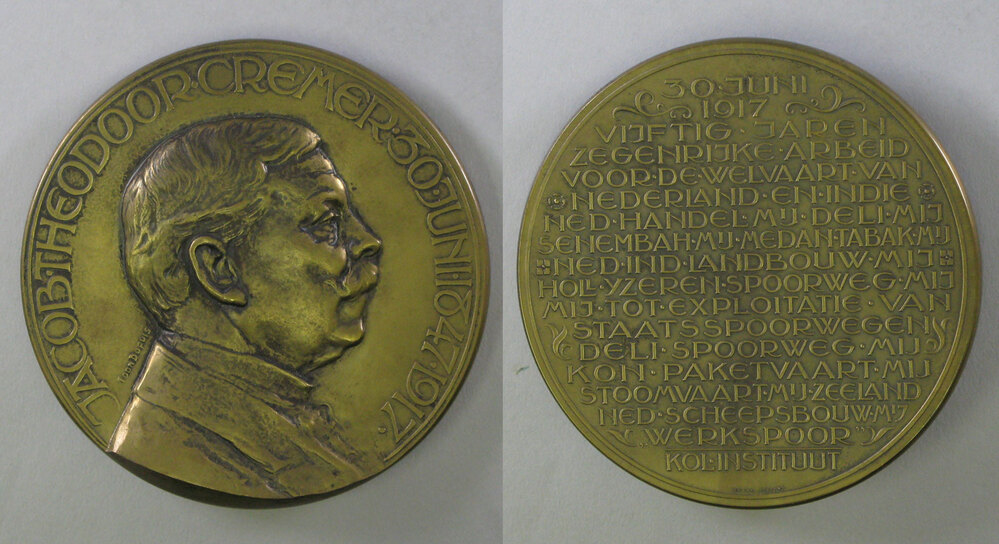 JACOB·THEODOOR·CREMER·30·JUNI·1847·1917·
30·JUNI
1917
VIJFTIG·JAREN
ZEGENRIJKE·ARBEID
VOOR·DE·WELVAART·VAN
NEDERLAND·EN·INDIE
NED·HANDEL·MIJ·DELI·MIJ
SENEMBAH·MIJ·MEDAN·TABAK·MIJ
NED·IND·LANDBOUW·MIJ
HOLL·YZEREN·SPOORWEG·MIJ
MIJ·TOT·EXPLOITATIE·VAN
STAATSSPOORWEGEN
DELI·SPOORWEG·MIJ
KON·PAKETVAART·MIJ
STOOMVAART·MIJ·ZEELAND
NED·SCHEEPSBOUW·MIJ
„WERKSPOOR”
KOL·INSTITUUT